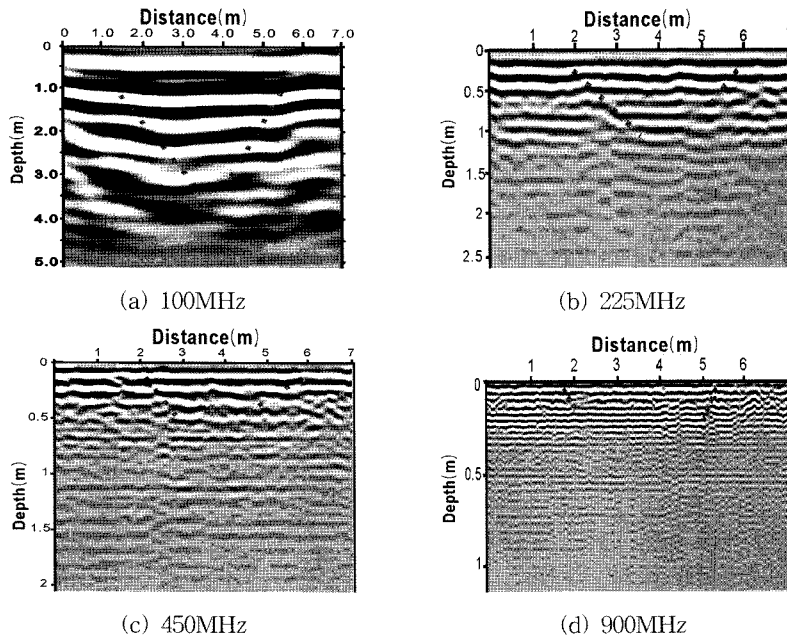 Distance(m)
0 1.0 2.0 3.0 4.0 5.0 6.0 7.0
0
1.0
2.0
3.0
4.0
5.0
Depth(m)
(a) 100MHz
Distance(m)
1 2 3 4 5 6
0
0.5
1
1.5
2
2.5
Depth(m)
(b) 225MHz
Distance(m)
1 2 3 4 5 6 7
0
0.5
1
1.5
2
Depth(m)
(c) 450MHz
Distance(m)
1 2 3 4 5 6
0
0.5
1
Depth(m)
(d) 900MHz